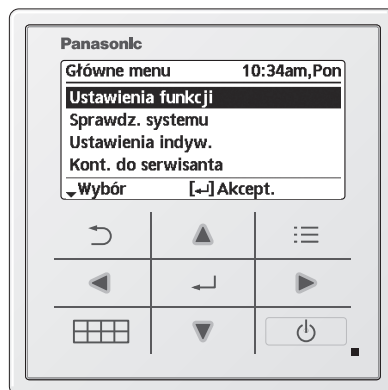 Panasonic
Główne menu 10:34am,Pon
Ustawienia funkcji
Sprawdz. systemu
Ustawienia indyw.
Kont. do serwisanta
Wybór [↵] Akcept.